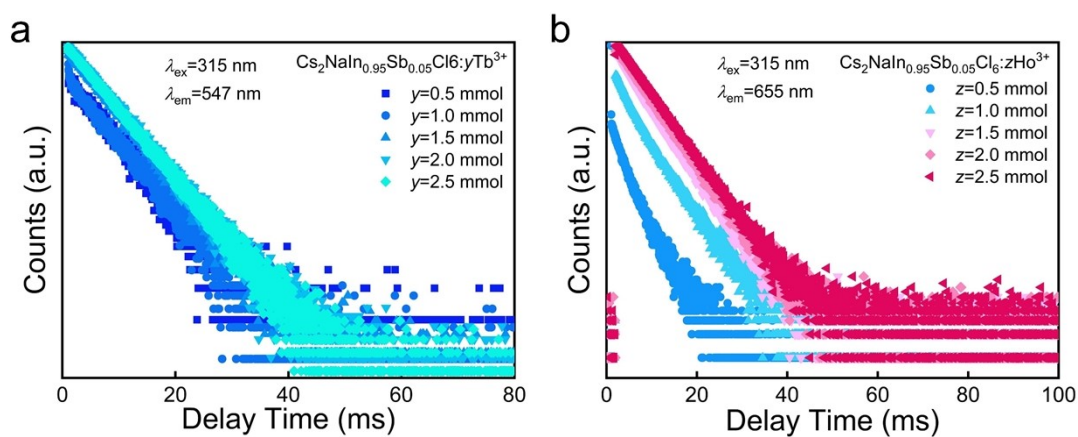 a
Cs₂NaIn₀.₉₅Sb₀.₀₅Cl6:yTb³⁺
λex=315 nm
λem=547 nm
y=0.5 mmol
y=1.0 mmol
y=1.5 mmol
y=2.0 mmol
y=2.5 mmol
Counts (a.u.)
0 20 40 60 80
Delay Time (ms)
b
Cs₂NaIn₀.₉₅Sb₀.₀₅Cl₆:zHo³⁺
λex=315 nm
λem=655 nm
z=0.5 mmol
z=1.0 mmol
z=1.5 mmol
z=2.0 mmol
z=2.5 mmol
Counts (a.u.)
0 20 40 60 80 100
Delay Time (ms)